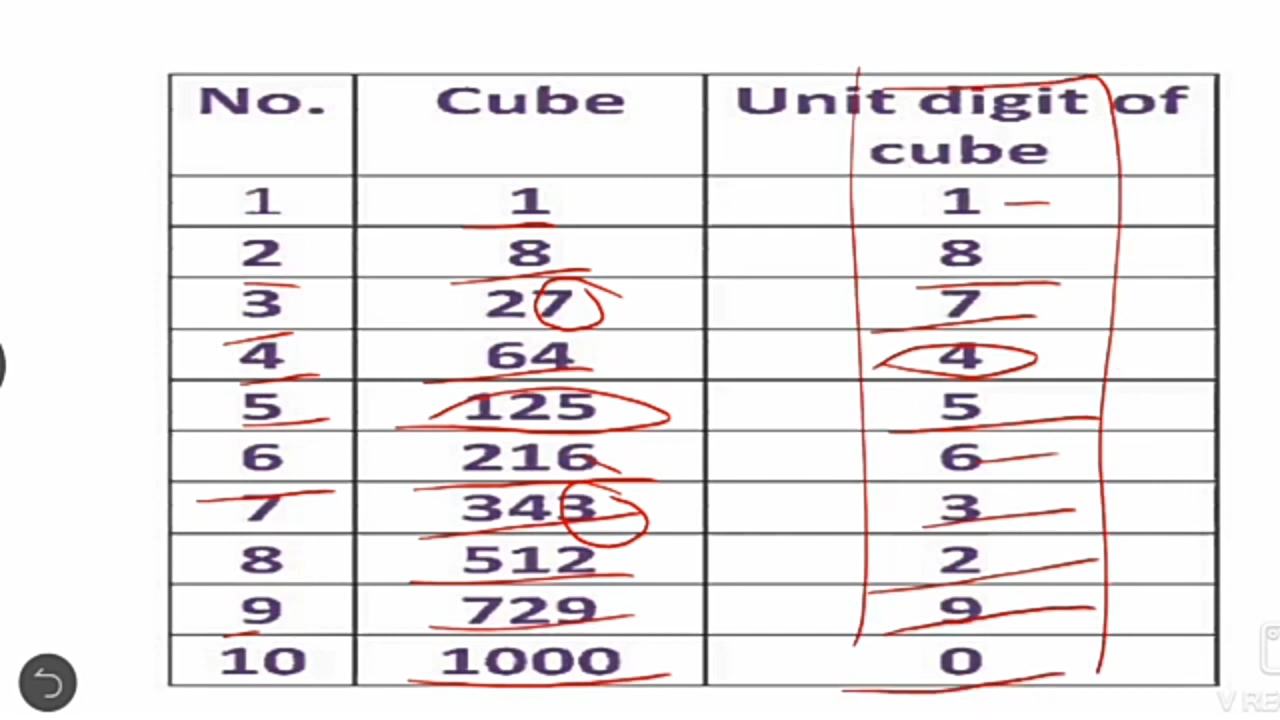 No. Cube Unit digit of
cube
1 1 1
2 8 8
3 27 7
4 64 4
5 125 5
6 216 6
7 343 3
8 512 2
9 729 9
10 1000 0
V RE